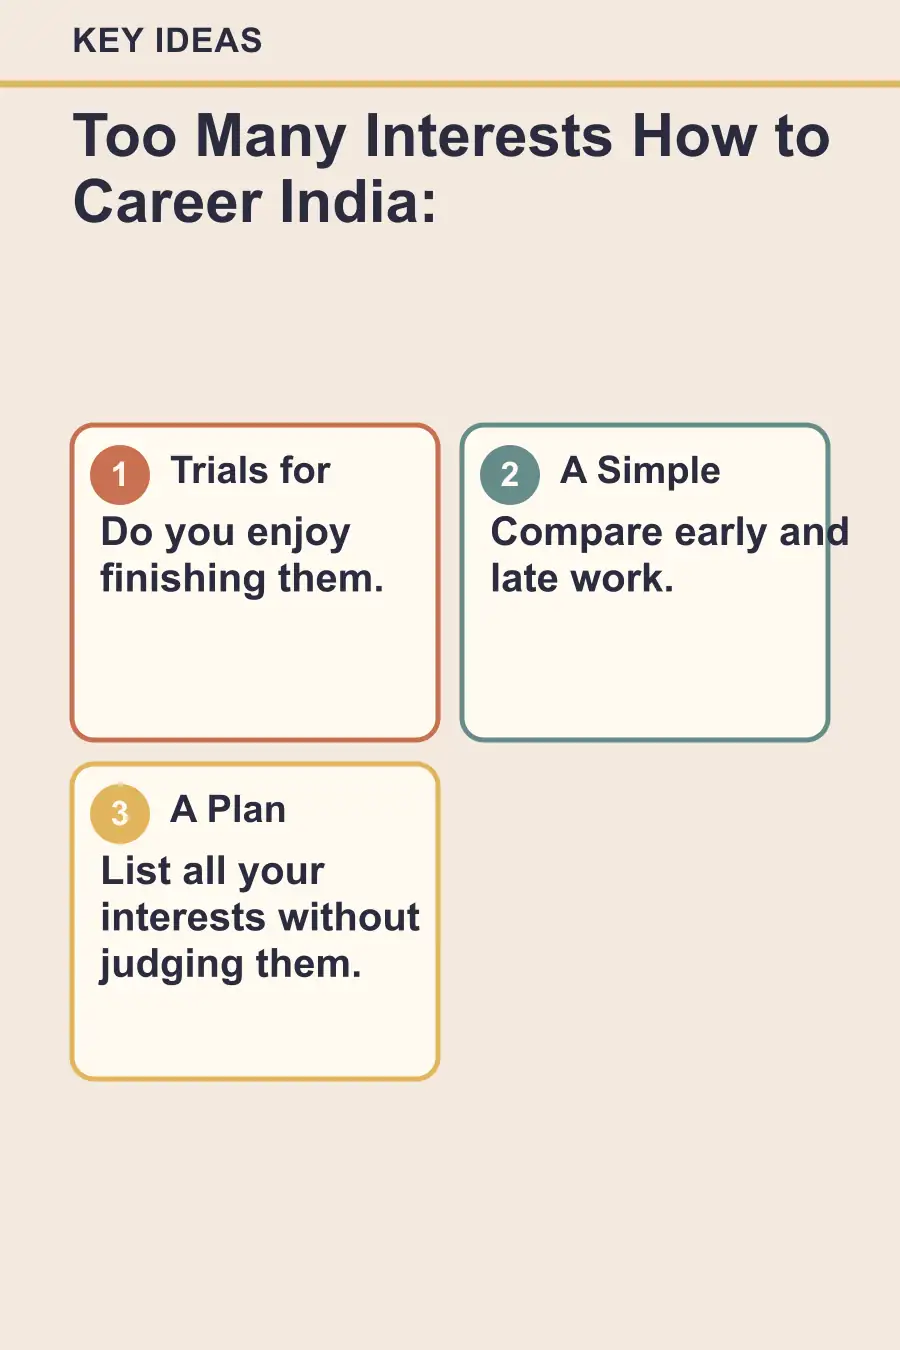 KEY IDEAS
Too Many Interests How to
Career India:
1 Trials for
Do you enjoy
finishing them.
2 A Simple
Compare early and
late work.
3 A Plan
List all your
interests without
judging them.